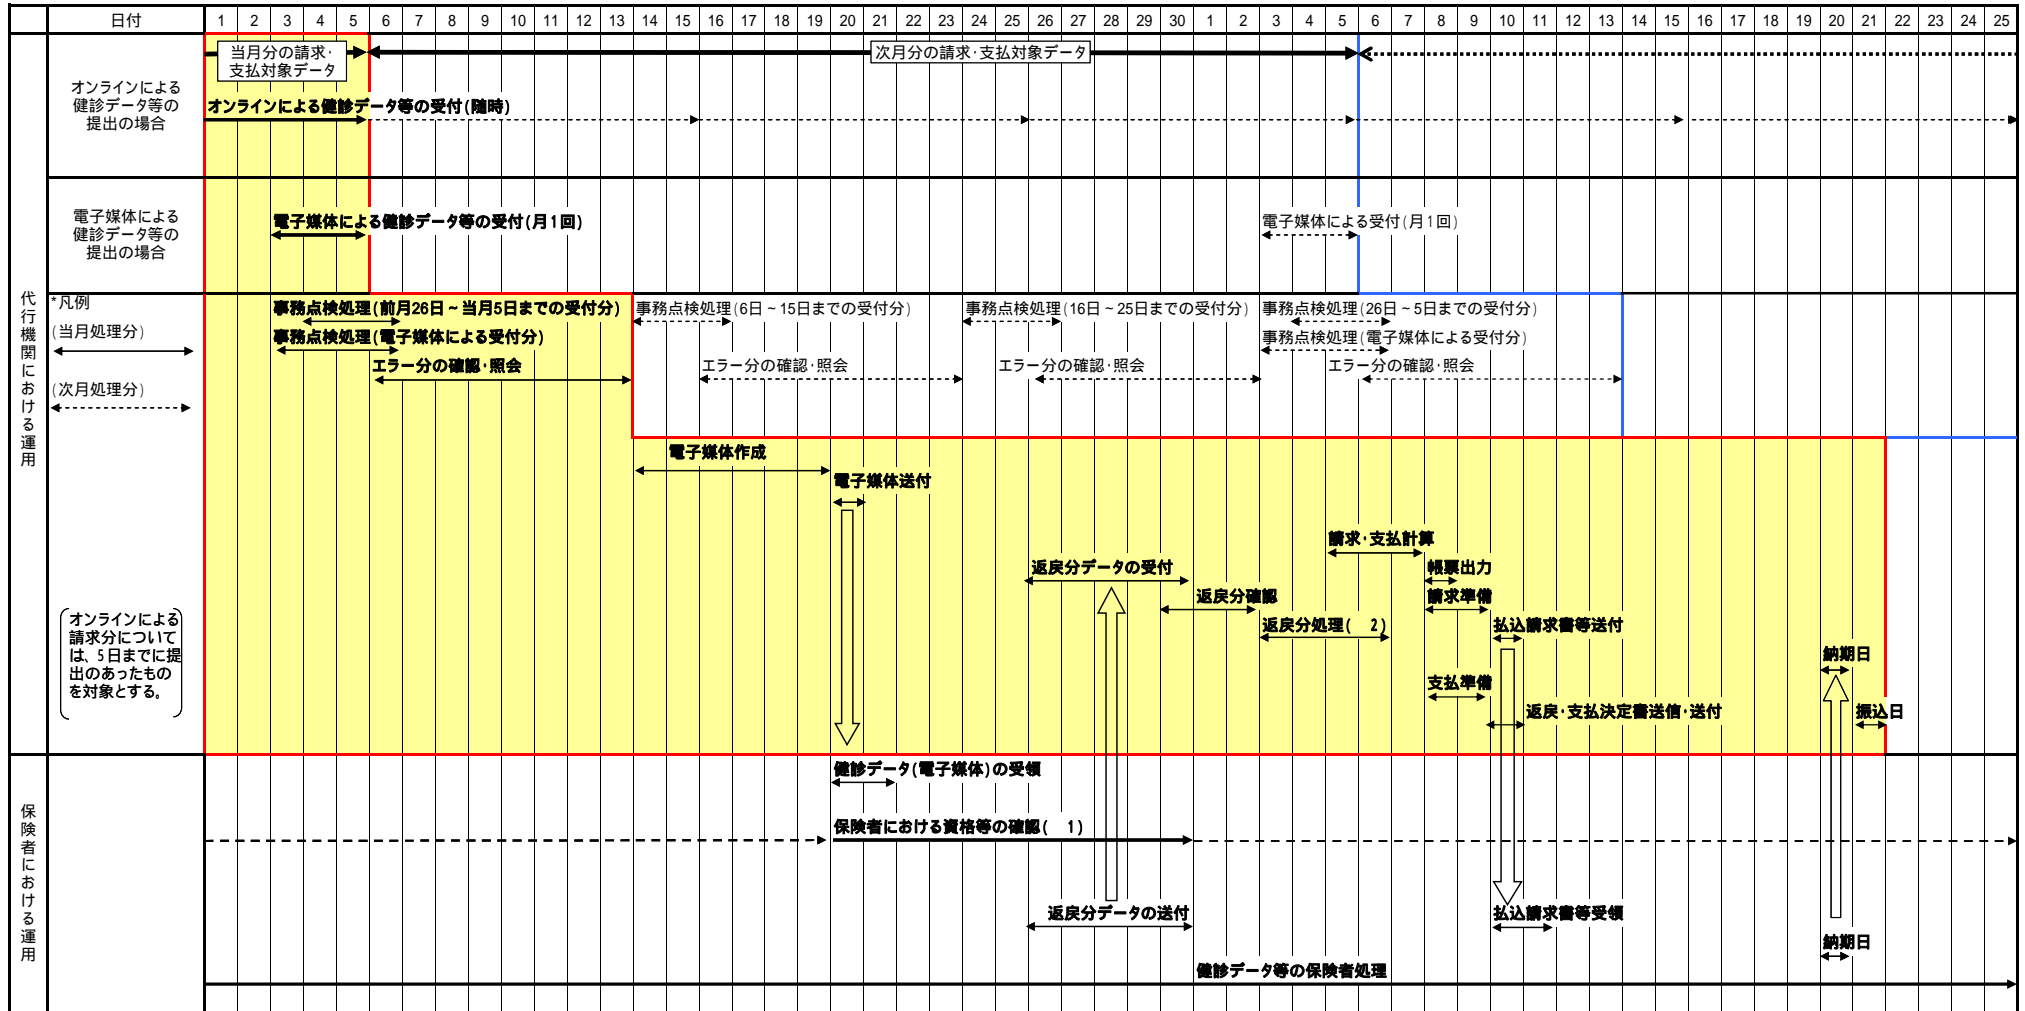 日付 1 2 3 4 5 6 7 8 9 10 11 12 13 14 15 16 17 18 19 20 21 22 23 24 25 26 27 28 29 30 1 2 3 4 5 6 7 8 9 10 11 12 13 14 15 16 17 18 19 20 21 22 23 24 25
代行機関における運用
オンラインによる
健診データ等の
提出の場合
当月分の請求・
支払対象データ
次月分の請求・支払対象データ
オンラインによる健診データ等の受付(随時)
電子媒体による
健診データ等の
提出の場合
電子媒体による健診データ等の受付(月1回)
電子媒体による受付(月1回)
*凡例
(当月処理分)
(次月処理分)
事務点検処理(前月26日~当月5日までの受付分)
事務点検処理(6日~15日までの受付分)
事務点検処理(16日~25日までの受付分)
事務点検処理(26日~5日までの受付分)
事務点検処理(電子媒体による受付分)
事務点検処理(電子媒体による受付分)
エラー分の確認・照会
エラー分の確認・照会
エラー分の確認・照会
エラー分の確認・照会
電子媒体作成
電子媒体送付
請求・支払計算
返戻分データの受付
帳票出力
返戻分確認
請求準備
返戻分処理( 2)
払込請求書等送付
オンラインによる
請求分について
は、5日までに提
出のあったもの
を対象とする。
納期日
支払準備
返戻・支払決定書送信・送付
振込日
保険者における運用
健診データ(電子媒体)の受領
保険者における資格等の確認( 1)
返戻分データの送付
払込請求書等受領
納期日
健診データ等の保険者処理